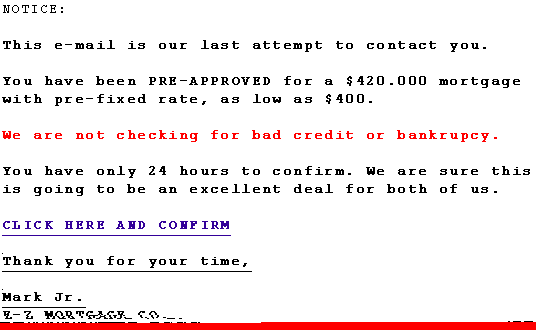 NOTICE:
This e-mail is our last attempt to contact you.
You have been PRE-APPROVED for a $420.000 mortgage
with pre-fixed rate, as low as $400.
We are not checking for bad credit or bankrupcy.
You have only 24 hours to confirm. We are sure this
is going to be an excellent deal for both of us.
CLICK HERE AND CONFIRM
Thank you for your time,
Mark Jr.
E-Z MORTGAGE CO.